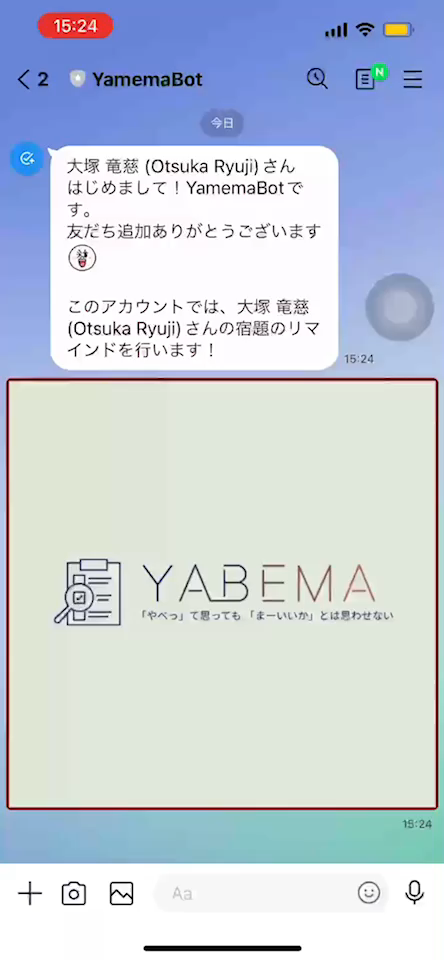 15:24
2 YamemaBot
N
今日
大塚 竜慈 (Otsuka Ryuji)さん
はじめまして！YamemaBotで
す。
友だち追加ありがとうございます
このアカウントでは、大塚 竜慈
(Otsuka Ryuji)さんの宿題のリマ
インドを行います！
15:24
YABEMA
「やべっ」て思っても 「まーいいか」とは思わせない
15:24
Aa